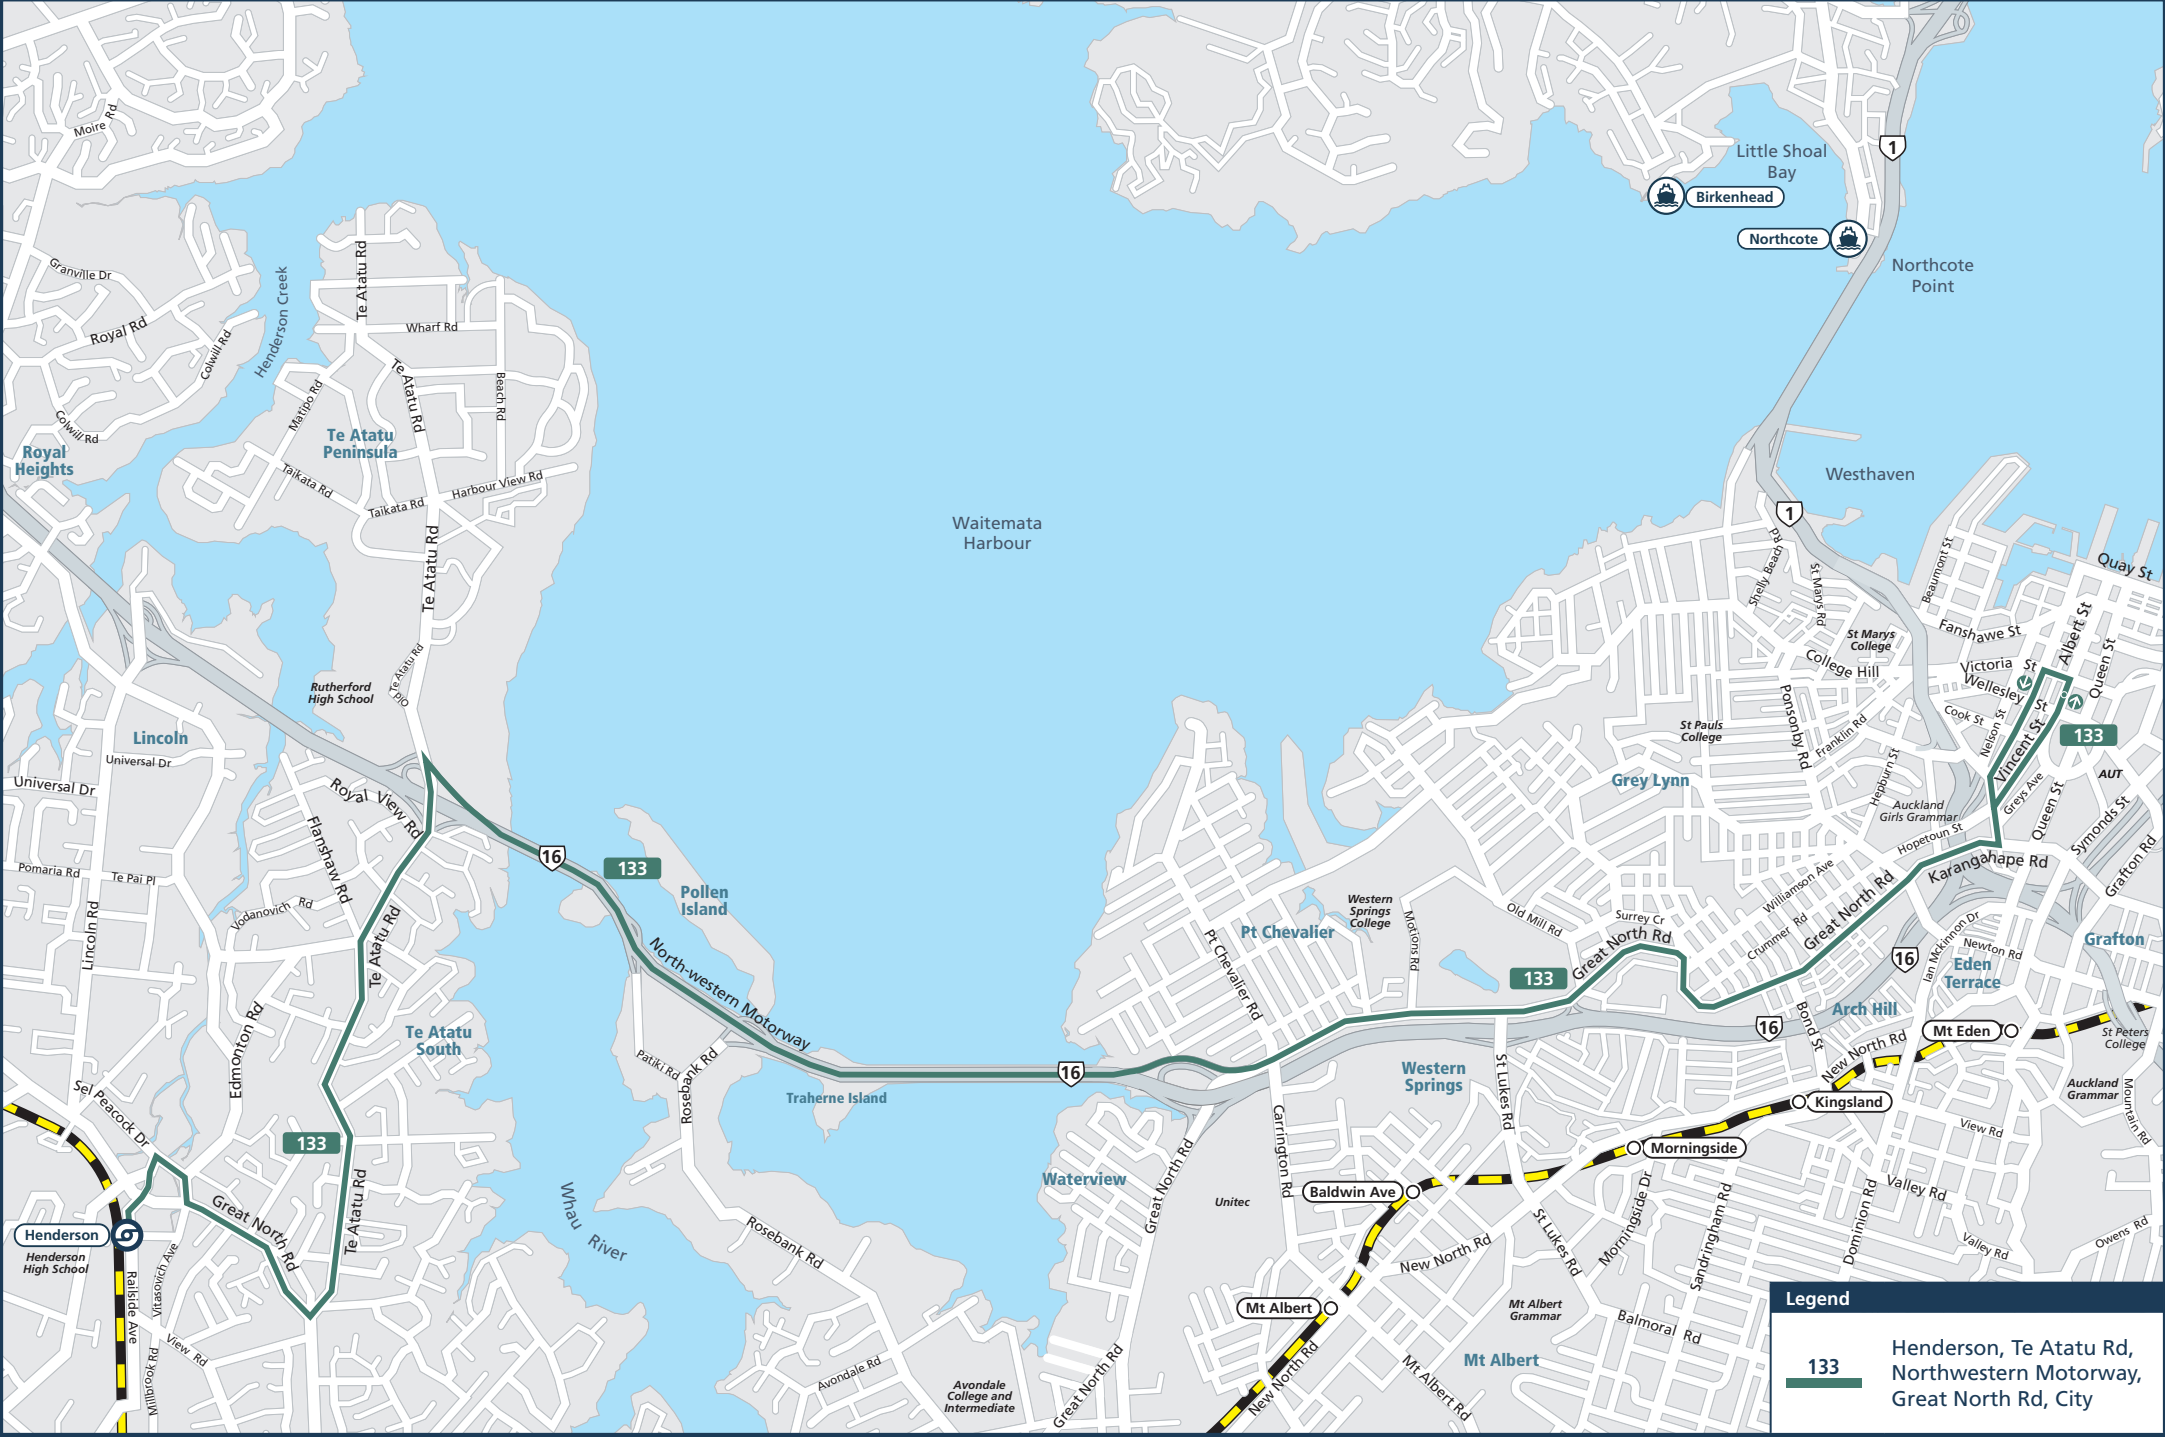 Moire Rd
Granville Dr
Royal Rd
Colwill Rd
Colwill Rd
Royal
Heights
Henderson Creek
Te Atatu Rd
Wharf Rd
Te Atatu Rd
Beach Rd
Matipo Rd
Te Atatu
Peninsula
Taikata Rd
Taikata Rd
Harbour View Rd
Te Atatu Rd
Old Te Atatu Rd
Rutherford
High School
Waitemata
Harbour
Little Shoal
Bay
Birkenhead
Northcote
1
Northcote
Point
Westhaven
1
Shelly Beach Rd
St Marys Rd
St Marys
College
College Hill
Beaumont St
Fanshawe St
Quay St
Albert St
Queen St
Victoria St
Wellesley St
Cook St
Nelson St
Vincent St
133
Greys Ave
AUT
Queen St
Symonds St
Grafton Rd
Ponsonby Rd
Franklin Rd
Hepburn St
St Pauls
College
Grey Lynn
Auckland
Girls Grammar
Hopetoun St
Karangahape Rd
Williamson Ave
Great North Rd
Crummer Rd
Surrey Cr
Old Mill Rd
Great North Rd
133
Western
Springs
College
Motions Rd
Pt Chevalier
Pt Chevalier Rd
Ian Mckinnon Dr
Newton Rd
Eden
Terrace
Grafton
16
Arch Hill
16
Bond St
Mt Eden
St Peters
College
New North Rd
Auckland
Grammar
Mountain Rd
Kingsland
View Rd
Morningside
Valley Rd
Valley Rd
Owens Rd
Dominion Rd
Sandringham Rd
Morningside Dr
St Lukes Rd
St Lukes Rd
Western
Springs
Baldwin Ave
New North Rd
Mt Albert
Mt Albert
Grammar
Balmoral Rd
Mt Albert
Mt Albert Rd
New North Rd
Carrington Rd
Unitec
Great North Rd
Waterview
Great North Rd
Avondale
College and
Intermediate
Avondale Rd
Rosebank Rd
Whau River
Rosebank Rd
Patiki Rd
Traherne Island
16
North-western Motorway
Pollen
Island
133
16
Lincoln
Universal Dr
Universal Dr
Royal View Rd
Flanshaw Rd
Pomaria Rd
Te Pai Pl
Vodanovich Rd
Lincoln Rd
Te Atatu Rd
Edmonton Rd
Te Atatu
South
Sel Peacock Dr
133
Great North Rd
Te Atatu Rd
Henderson
Henderson
High School
Railside Ave
Vitasovich Ave
View Rd
Millbrook Rd
Legend
133
Henderson, Te Atatu Rd,
Northwestern Motorway,
Great North Rd, City